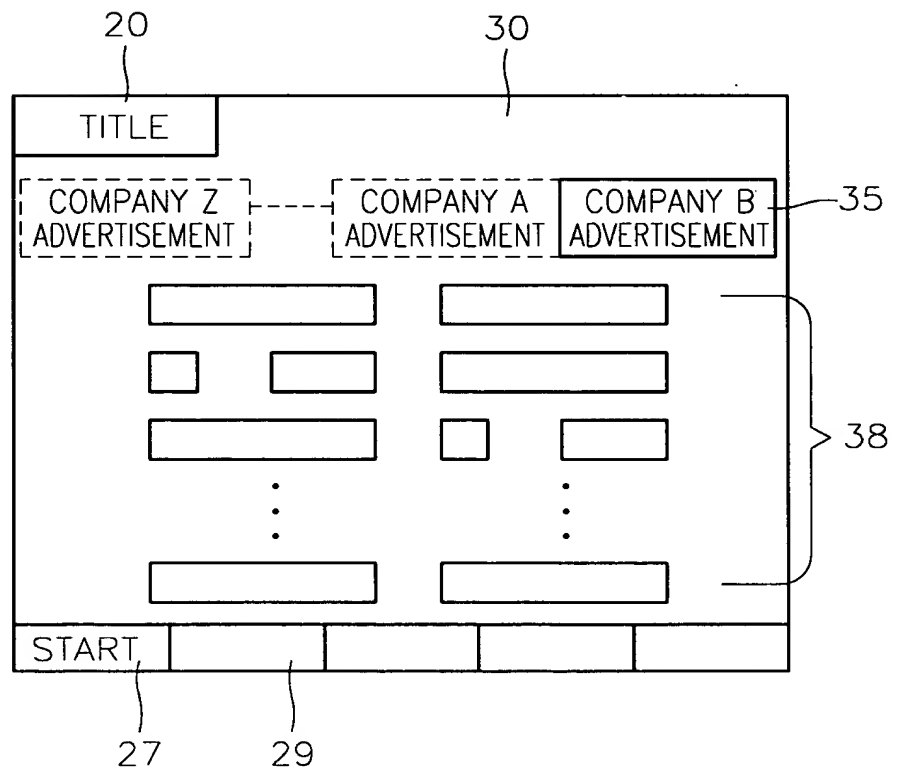 20
30
TITLE
COMPANY Z
ADVERTISEMENT
COMPANY A
ADVERTISEMENT
COMPANY B
ADVERTISEMENT
35
38
START
27
29